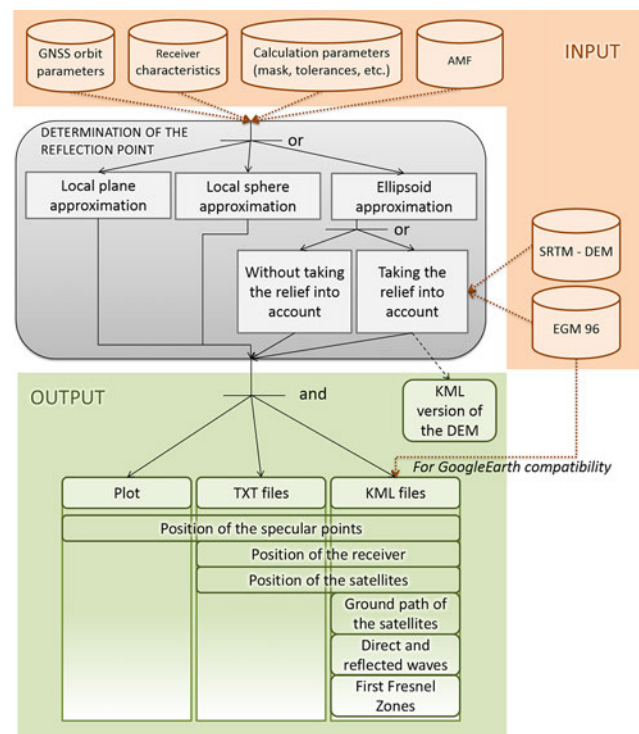 GNSS orbit
parameters
Receiver
characteristics
Calculation parameters
(mask, tolerances, etc.)
AMF
INPUT
DETERMINATION OF THE
REFLECTION POINT
or
Local plane
approximation
Local sphere
approximation
Ellipsoid
approximation
or
Without taking
the relief into
account
Taking the
relief into
account
SRTM - DEM
EGM 96
OUTPUT
and
KML
version of
the DEM
For GoogleEarth compatibility
Plot
TXT files
KML files
Position of the specular points
Position of the receiver
Position of the satellites
Ground path of
the satellites
Direct and
reflected waves
First Fresnel
Zones